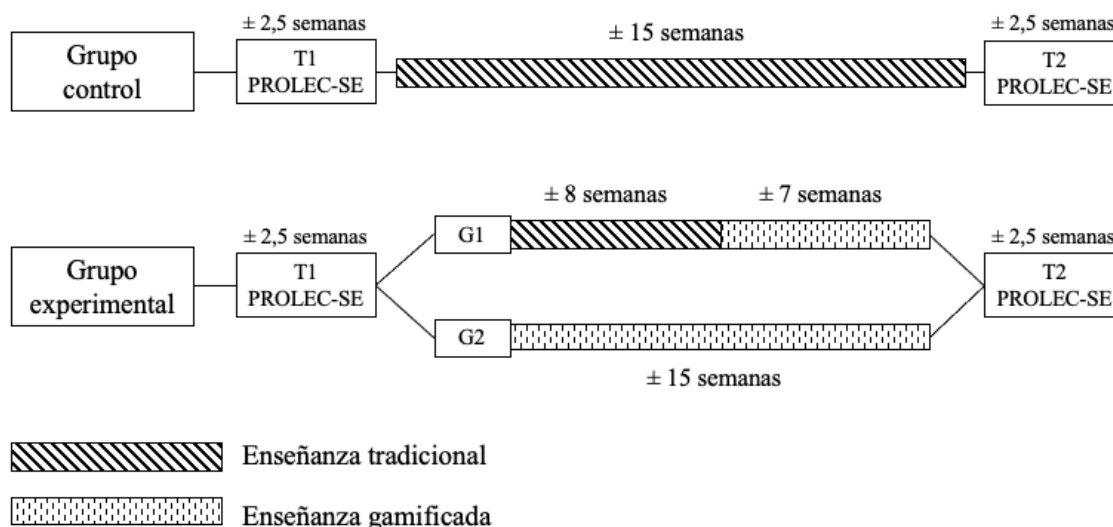 ± 2,5 semanas
± 15 semanas
± 2,5 semanas
Grupo
control
T1
PROLEC-SE
T2
PROLEC-SE
± 8 semanas
± 7 semanas
± 2,5 semanas
± 2,5 semanas
G1
Grupo
experimental
T1
PROLEC-SE
T2
PROLEC-SE
G2
± 15 semanas
Enseñanza tradicional
Enseñanza gamificada